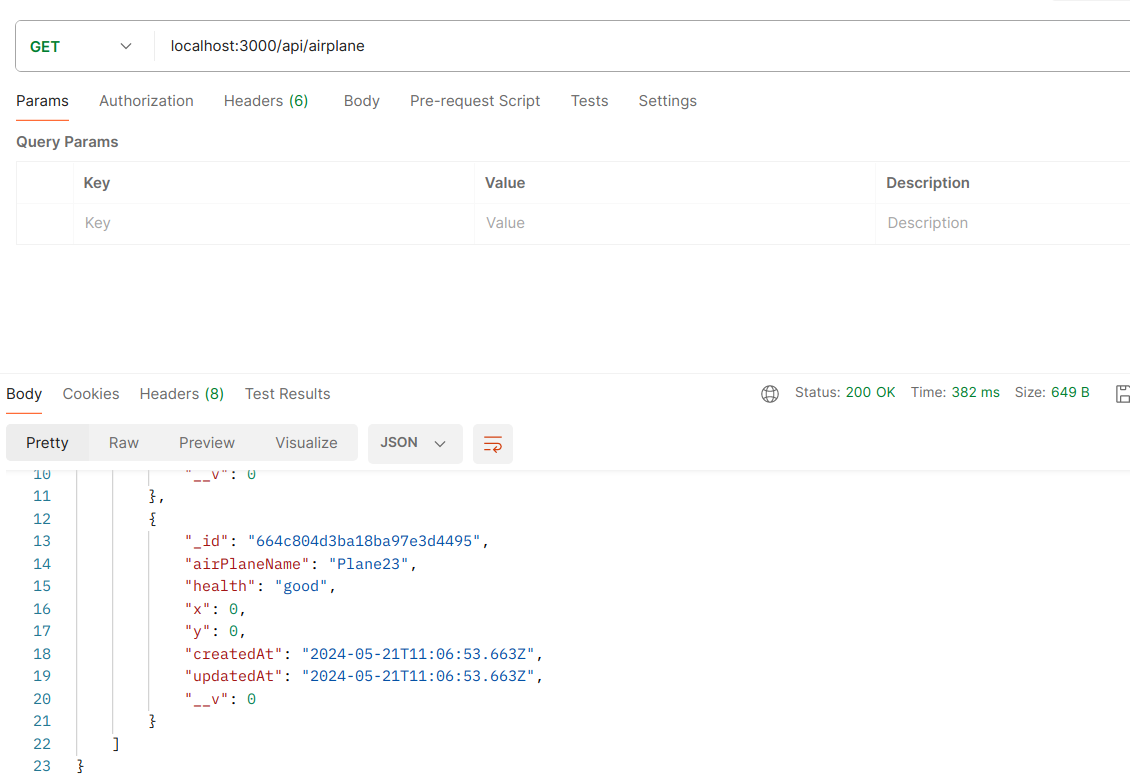 GET localhost:3000/api/airplane
Params Authorization Headers (6) Body Pre-request Script Tests Settings
Query Params
Key Value Description
Key Value Description
Body Cookies Headers (8) Test Results Status: 200 OK Time: 382 ms Size: 649 B
Pretty Raw Preview Visualize JSON
10 "__v": 0
11 },
12 {
13 "_id": "664c804d3ba18ba97e3d4495",
14 "airPlaneName": "Plane23",
15 "health": "good",
16 "x": 0,
17 "y": 0,
18 "createdAt": "2024-05-21T11:06:53.663Z",
19 "updatedAt": "2024-05-21T11:06:53.663Z",
20 "__v": 0
21 }
22 ]
23 }